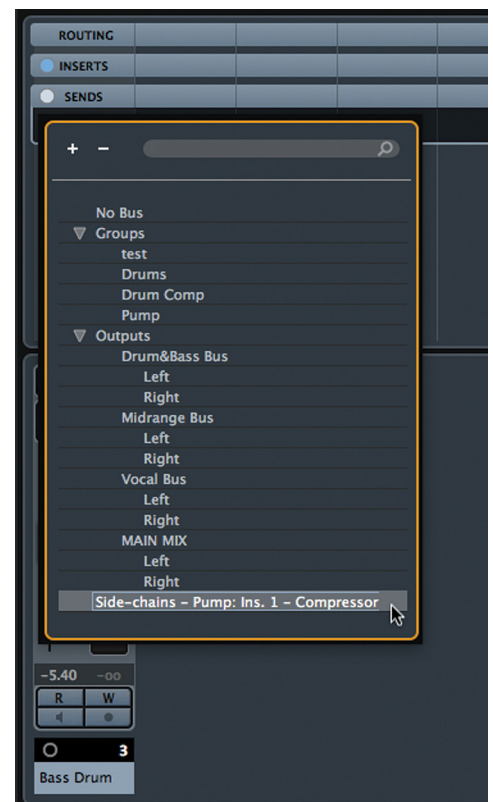 ROUTING
INSERTS
SENDS
+ –
No Bus
Groups
test
Drums
Drum Comp
Pump
Outputs
Drum&Bass Bus
Left
Right
Midrange Bus
Left
Right
Vocal Bus
Left
Right
MAIN MIX
Left
Right
Side-chains – Pump: Ins. 1 – Compressor
-5.40 -oo
R W
3
Bass Drum